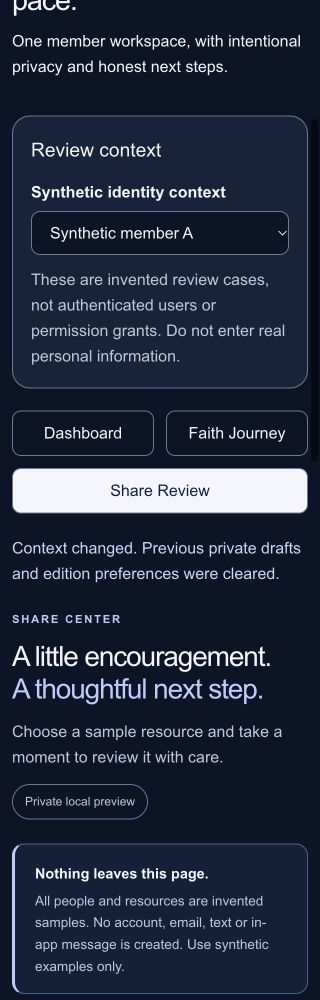 pace.
One member workspace, with intentional
privacy and honest next steps.
Review context
Synthetic identity context
Synthetic member A
These are invented review cases,
not authenticated users or
permission grants. Do not enter real
personal information.
Dashboard
Faith Journey
Share Review
Context changed. Previous private drafts
and edition preferences were cleared.
SHARE CENTER
A little encouragement.
A thoughtful next step.
Choose a sample resource and take a
moment to review it with care.
Private local preview
Nothing leaves this page.
All people and resources are invented
samples. No account, email, text or in-
app message is created. Use synthetic
examples only.